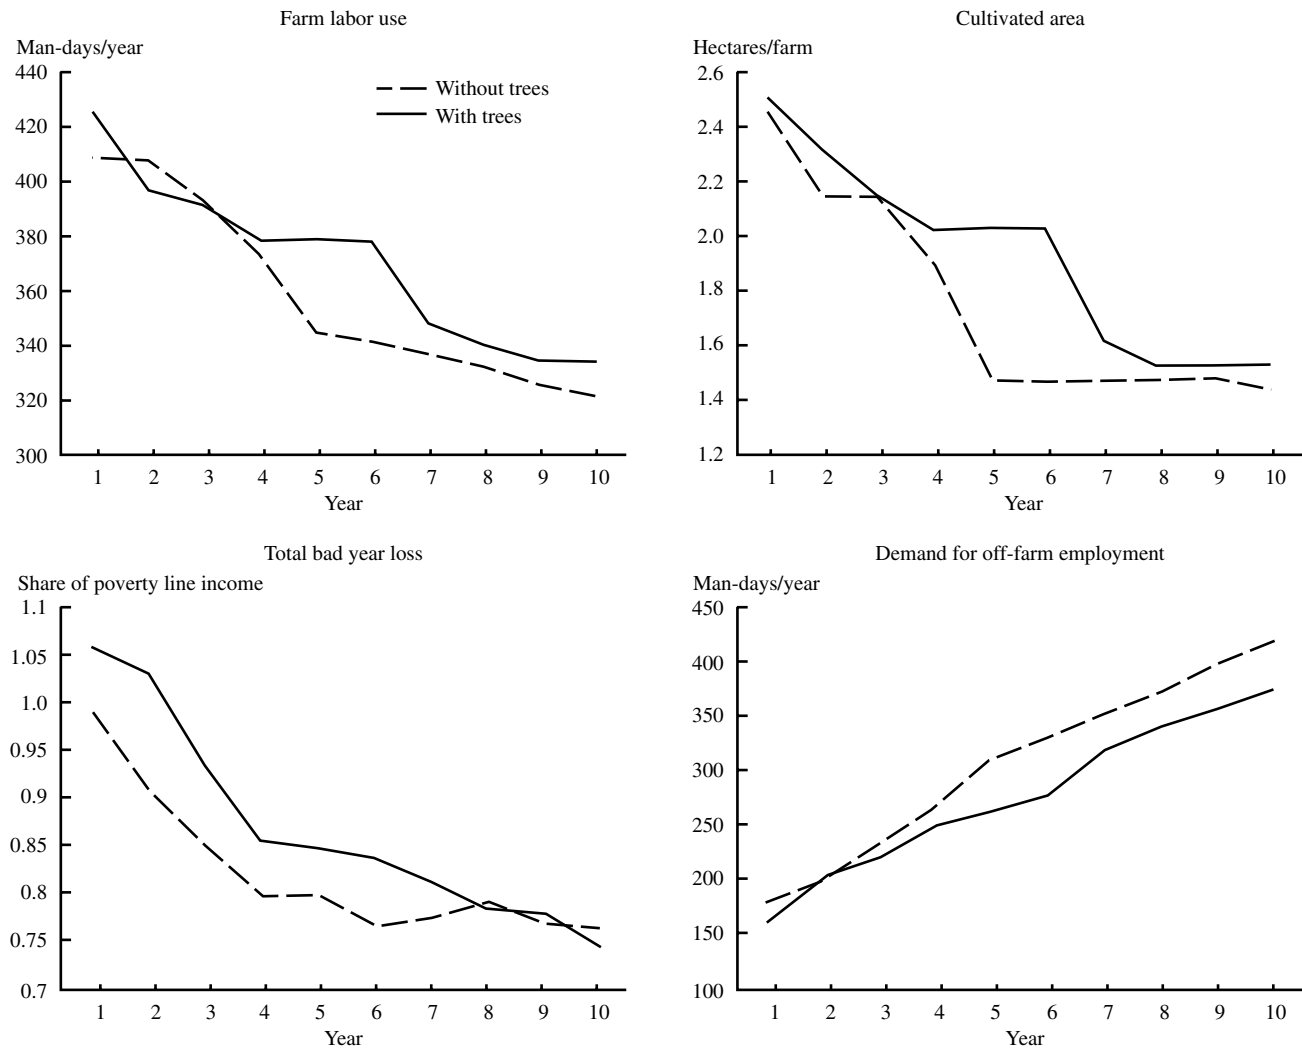 Farm labor use
Man-days/year
440
420
400
380
360
340
320
300
Without trees
With trees
1 2 3 4 5 6 7 8 9 10
Year
Cultivated area
Hectares/farm
2.6
2.4
2.2
2.0
1.8
1.6
1.4
1.2
1 2 3 4 5 6 7 8 9 10
Year
Total bad year loss
Share of poverty line income
1.1
1.05
1.0
0.95
0.9
0.85
0.8
0.75
0.7
1 2 3 4 5 6 7 8 9 10
Year
Demand for off-farm employment
Man-days/year
450
400
350
300
250
200
150
100
1 2 3 4 5 6 7 8 9 10
Year